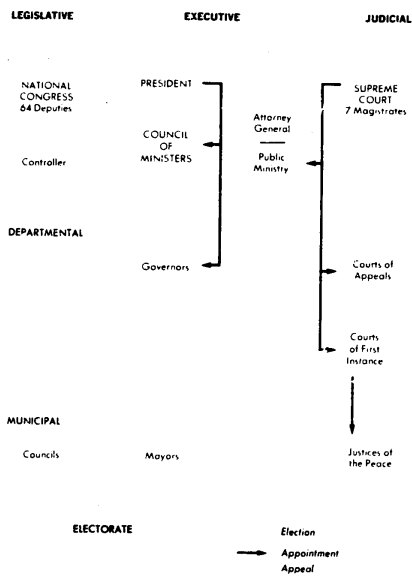 LEGISLATIVE
EXECUTIVE
JUDICIAL
NATIONAL
CONGRESS
64 Deputies
PRESIDENT
SUPREME
COURT
7 Magistrates
Attorney
General
COUNCIL
OF
MINISTERS
Public
Ministry
Controller
DEPARTMENTAL
Governors
Courts of
Appeals
Courts
of First
Instance
MUNICIPAL
Councils
Mayors
Justices of
the Peace
ELECTORATE
Election
Appointment
Appeal